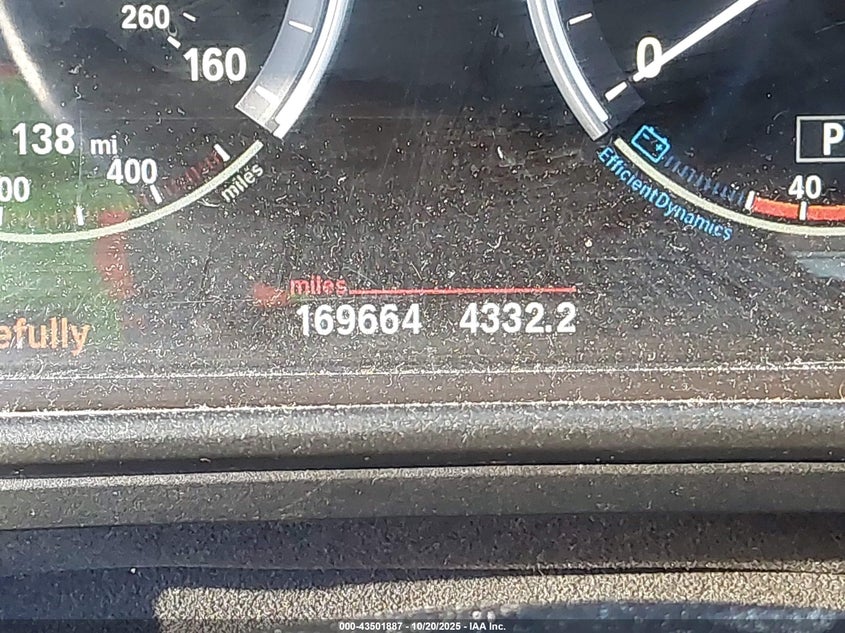 260
160
0
138 mi
400
00
miles
EfficientDynamics
P
40
miles
169664 4332.2
efully
000-43501887 - 10/20/2025 - IAA Inc.